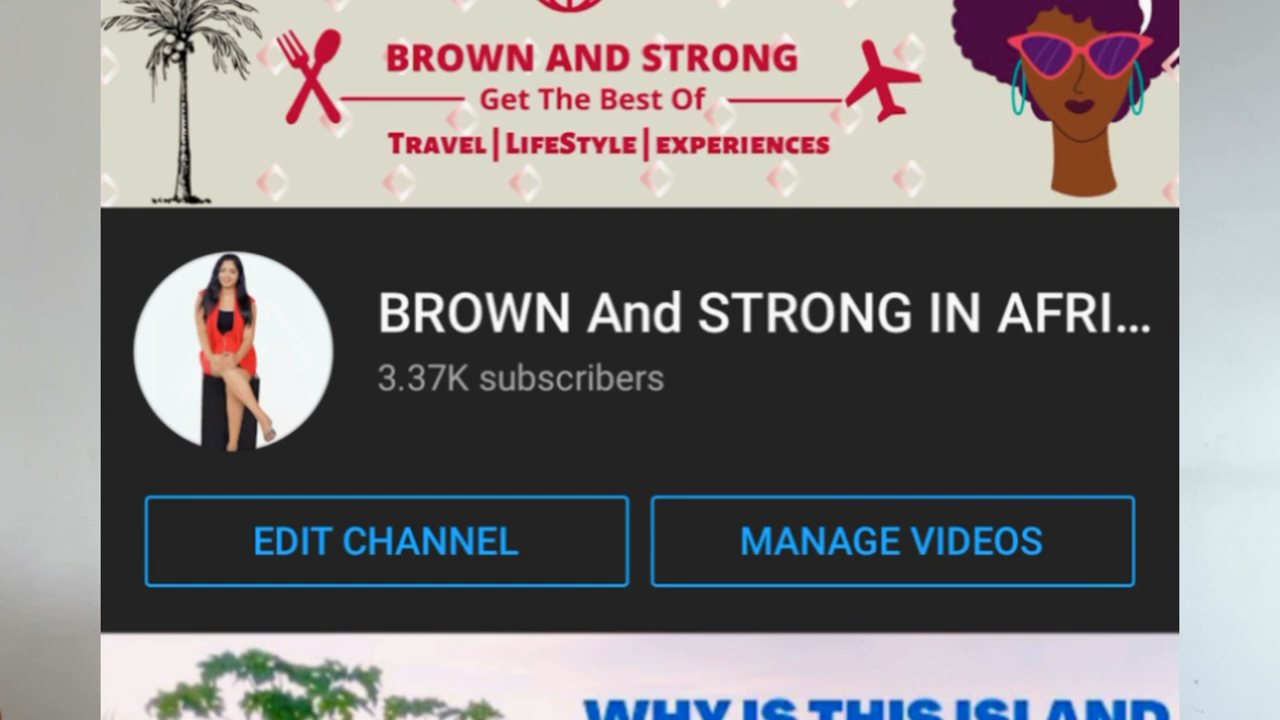 BROWN AND STRONG
Get The Best Of
TRAVEL|LIFESTYLE|EXPERIENCES
BROWN And STRONG IN AFRI...
3.37K subscribers
EDIT CHANNEL
MANAGE VIDEOS
WHY IS THIS ISLAND